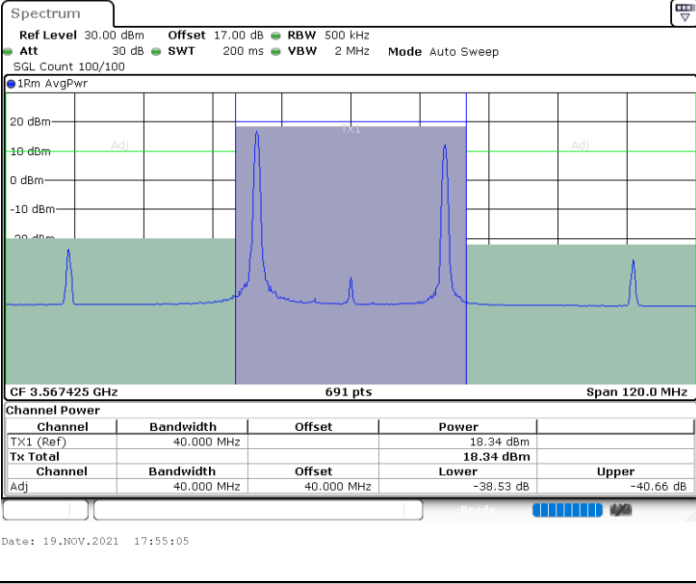 Spectrum
Ref Level 30.00 dBm Offset 17.00 dB RBW 500 kHz
Att 30 dB SWT 200 ms VBW 2 MHz Mode Auto Sweep
SGL Count 100/100
1Rm AvgPwr
20 dBm
TX1
Adj Adj
10 dBm
0 dBm
-10 dBm
-20 dBm
CF 3.567425 GHz 691 pts Span 120.0 MHz
Channel Power
Channel Bandwidth Offset Power
TX1 (Ref) 40.000 MHz 18.34 dBm
Tx Total 18.34 dBm
Channel Bandwidth Offset Lower Upper
Adj 40.000 MHz 40.000 MHz -38.53 dB -40.66 dB
Ready
Date: 19.NOV.2021 17:55:05